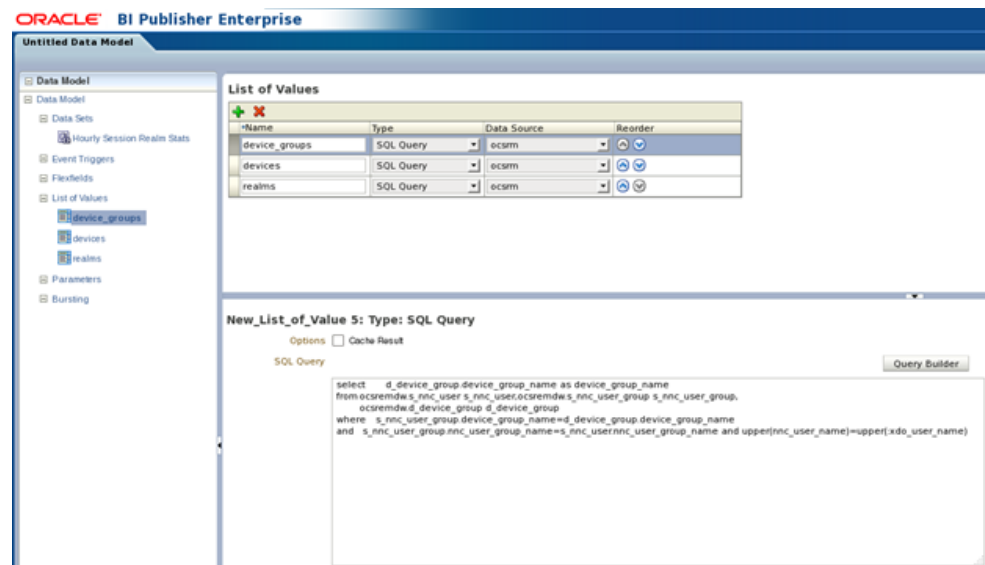 ORACLE BI Publisher Enterprise
Untitled Data Model
Data Model
Data Model
Data Sets
Hourly Session Realm Stats
Event Triggers
Flexfields
List of Values
device_groups
devices
realms
Parameters
Bursting
List of Values
*Name Type Data Source Reorder
device_groups SQL Query ocsrm
devices SQL Query ocsrm
realms SQL Query ocsrm
New_List_of_Value 5: Type: SQL Query
Options Cache Result
SQL Query
Query Builder
select d_device_group.device_group_name as device_group_name
from ocsremdw.s_nnc_user s_nnc_user,ocsremdw.s_nnc_user_group s_nnc_user_group,
ocsremdw.d_device_group d_device_group
where s_nnc_user_group.device_group_name=d_device_group.device_group_name
and s_nnc_user_group.nnc_user_group_name=s_nnc_user.nnc_user_group_name and upper(nnc_user_name)=upper(:xdo_user_name)